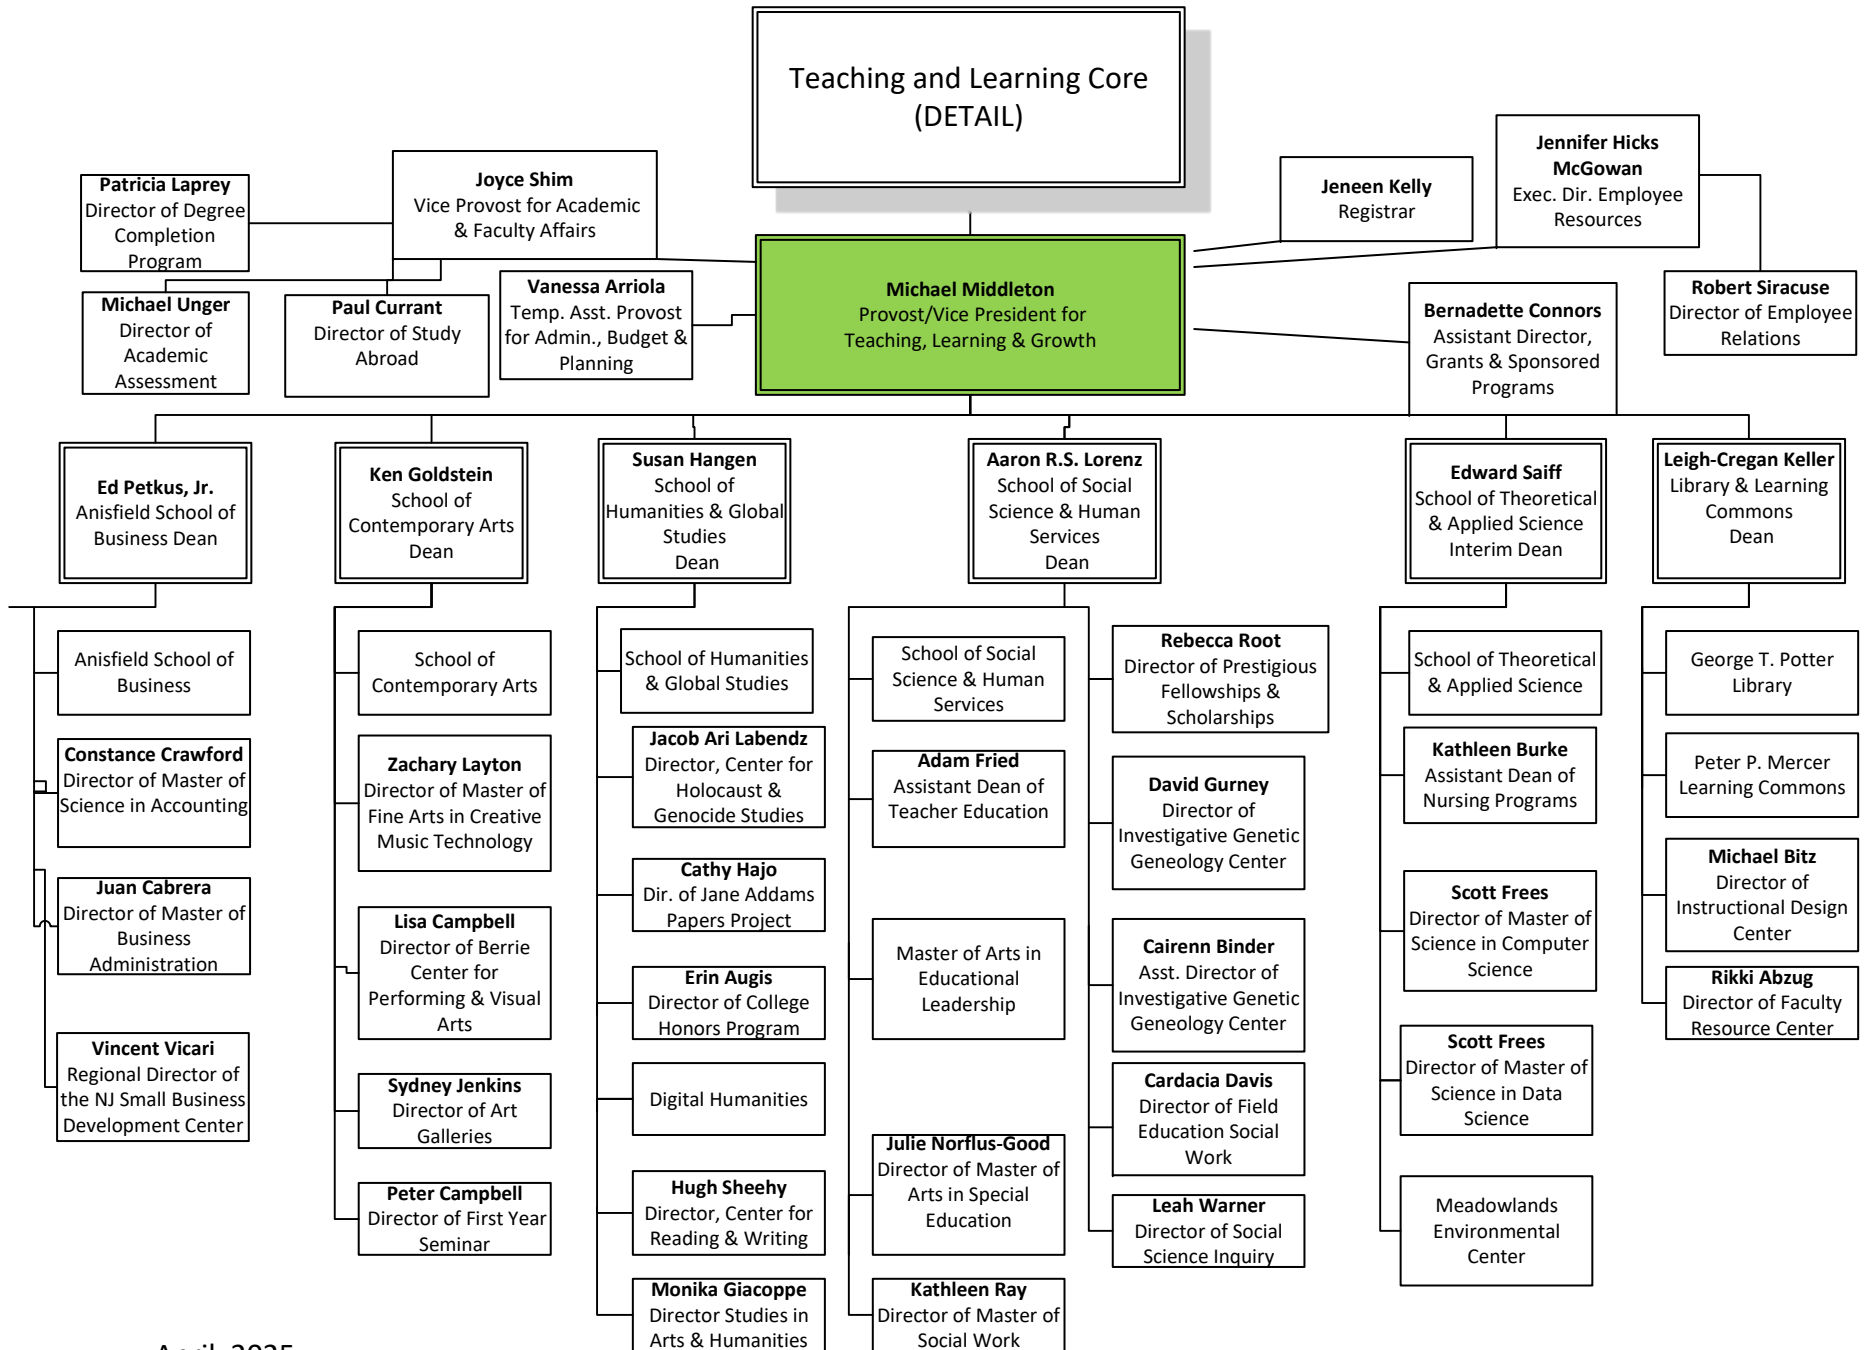 Teaching and Learning Core
(DETAIL)
Patricia Laprey
Director of Degree
Completion
Program
Joyce Shim
Vice Provost for Academic
& Faculty Affairs
Jeneen Kelly
Registrar
Jennifer Hicks
McGowan
Exec. Dir. Employee
Resources
Michael Unger
Director of
Academic
Assessment
Paul Currant
Director of Study
Abroad
Vanessa Arriola
Temp. Asst. Provost
for Admin., Budget &
Planning
Michael Middleton
Provost/Vice President for
Teaching, Learning & Growth
Bernadette Connors
Assistant Director,
Grants & Sponsored
Programs
Robert Siracuse
Director of Employee
Relations
Ed Petkus, Jr.
Anisfield School of
Business Dean
Ken Goldstein
School of
Contemporary Arts
Dean
Susan Hangen
School of
Humanities & Global
Studies
Dean
Aaron R.S. Lorenz
School of Social
Science & Human
Services
Dean
Edward Saiff
School of Theoretical
& Applied Science
Interim Dean
Leigh-Cregan Keller
Library & Learning
Commons
Dean
Anisfield School of
Business
Constance Crawford
Director of Master of
Science in Accounting
Juan Cabrera
Director of Master of
Business
Administration
Vincent Vicari
Regional Director of
the NJ Small Business
Development Center
School of
Contemporary Arts
Zachary Layton
Director of Master of
Fine Arts in Creative
Music Technology
Lisa Campbell
Director of Berrie
Center for
Performing & Visual
Arts
Sydney Jenkins
Director of Art
Galleries
Peter Campbell
Director of First Year
Seminar
School of Humanities
& Global Studies
Jacob Ari Labendz
Director, Center for
Holocaust &
Genocide Studies
Cathy Hajo
Dir. of Jane Addams
Papers Project
Erin Augis
Director of College
Honors Program
Digital Humanities
Hugh Sheehy
Director, Center for
Reading & Writing
Monika Giacoppe
Director Studies in
Arts & Humanities
School of Social
Science & Human
Services
Adam Fried
Assistant Dean of
Teacher Education
Master of Arts in
Educational
Leadership
Julie Norflus-Good
Director of Master of
Arts in Special
Education
Kathleen Ray
Director of Master of
Social Work
Rebecca Root
Director of Prestigious
Fellowships &
Scholarships
David Gurney
Director of
Investigative Genetic
Geneology Center
Cairenn Binder
Asst. Director of
Investigative Genetic
Geneology Center
Cardacia Davis
Director of Field
Education Social
Work
Leah Warner
Director of Social
Science Inquiry
School of Theoretical
& Applied Science
Kathleen Burke
Assistant Dean of
Nursing Programs
Scott Frees
Director of Master of
Science in Computer
Science
Scott Frees
Director of Master of
Science in Data
Science
Meadowlands
Environmental
Center
George T. Potter
Library
Peter P. Mercer
Learning Commons
Michael Bitz
Director of
Instructional Design
Center
Rikki Abzug
Director of Faculty
Resource Center
April, 2025